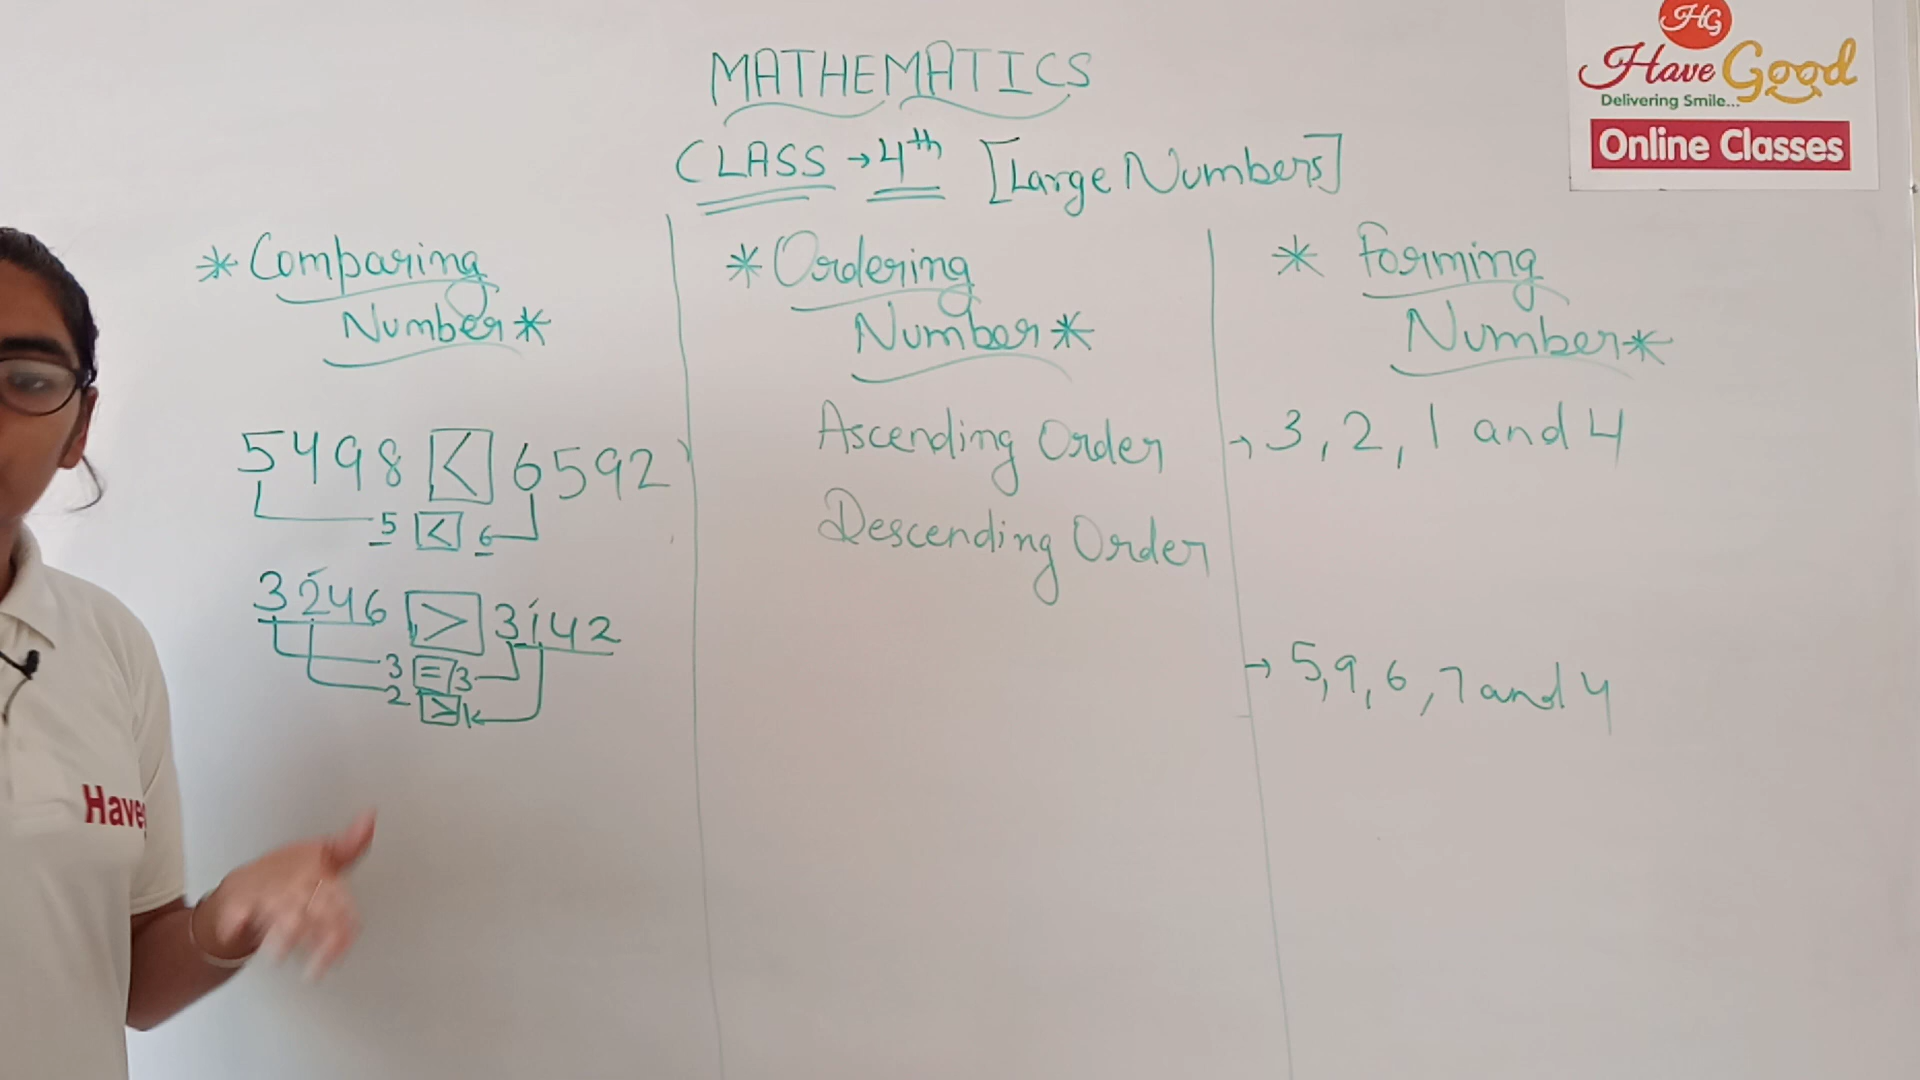 HG
Have Good
Delivering Smile...
Online Classes
MATHEMATICS
CLASS → 4th [Large Numbers]
* Comparing
Number *
5498 < 6592
5 < 6
3246 > 3142
3 = 3
2 > 1
* Ordering
Number *
Ascending Order
Descending Order
* Forming
Number *
→ 3, 2, 1 and 4
→ 5, 9, 6, 7 and 4
Have